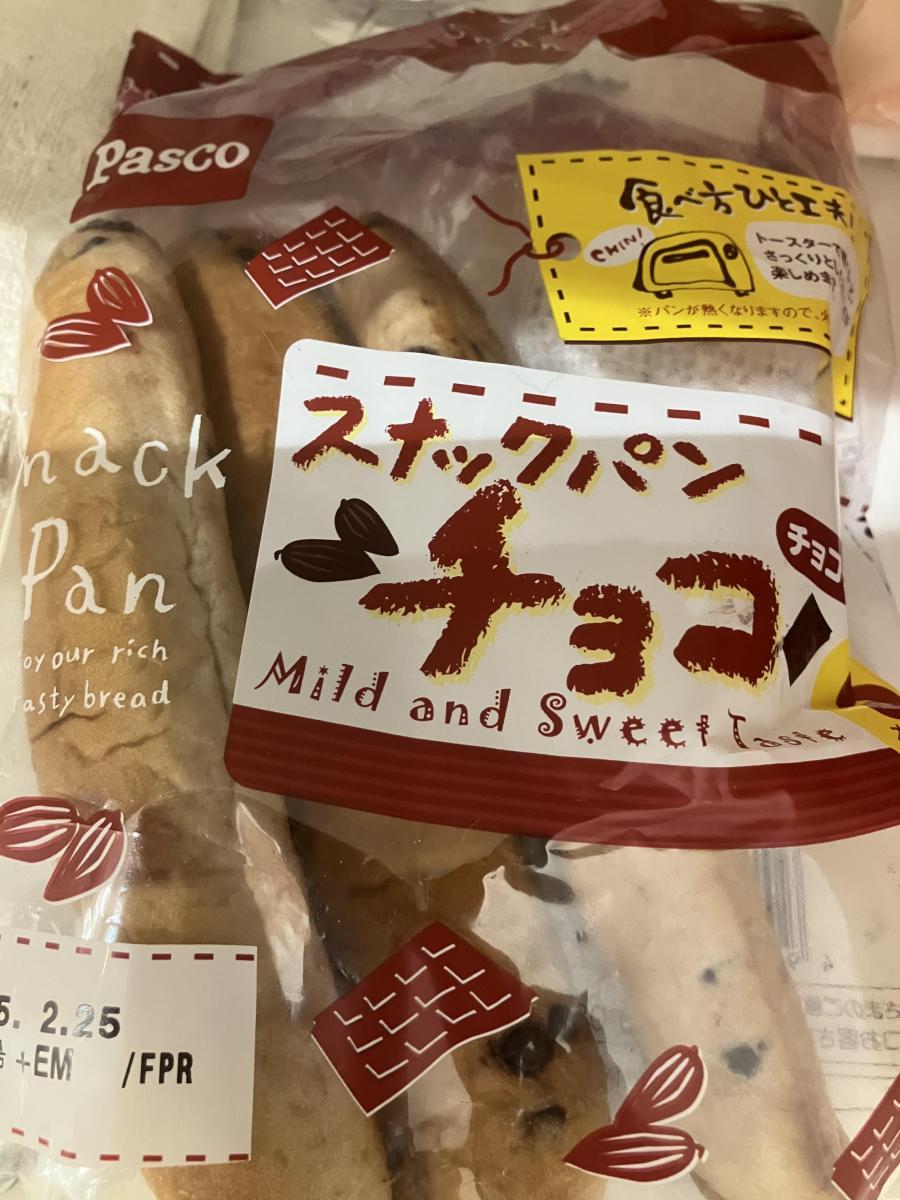 Pasco
食べ方ひと工夫
CHIN!
トースターで
さっくりと
楽しめま
※パンが熱くなりますので、
スナックパン
チョコ
チョコ
Mild and Sweet Taste
nack
Pan
our rich
tasty bread
5. 2.25
+EM /FPR